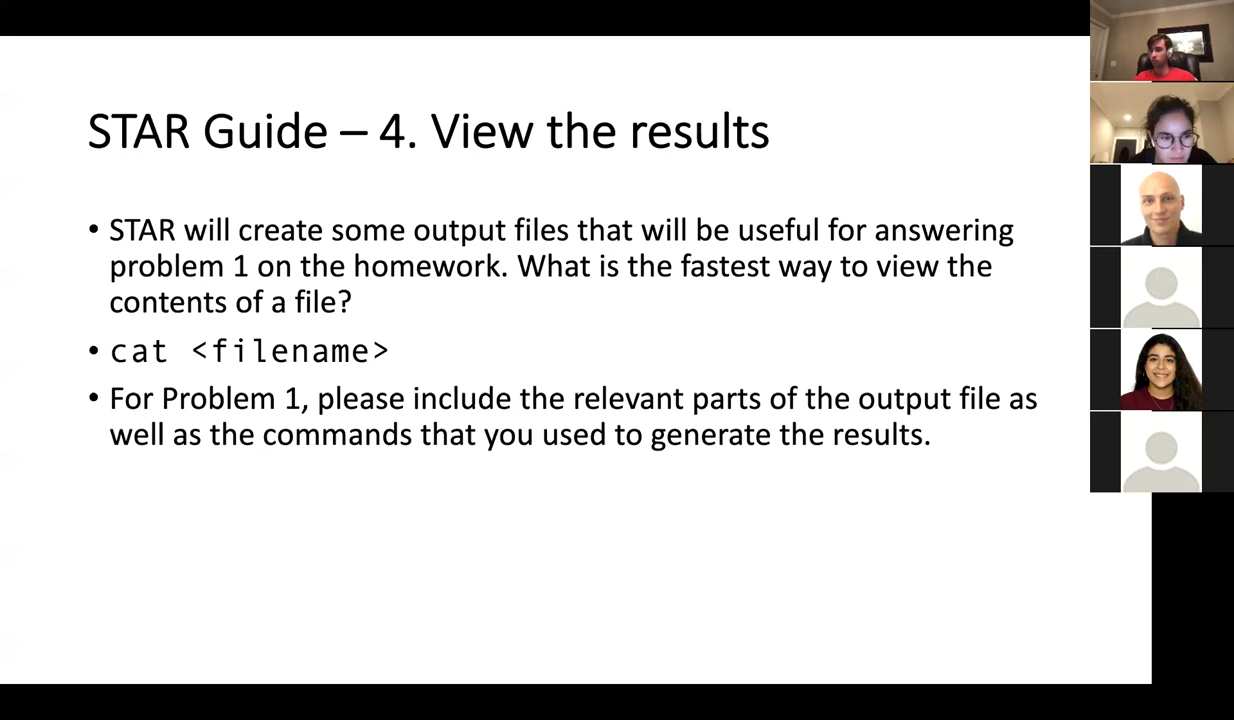 STAR Guide – 4. View the results
• STAR will create some output files that will be useful for answering
problem 1 on the homework. What is the fastest way to view the
contents of a file?
• cat <filename>
• For Problem 1, please include the relevant parts of the output file as
well as the commands that you used to generate the results.